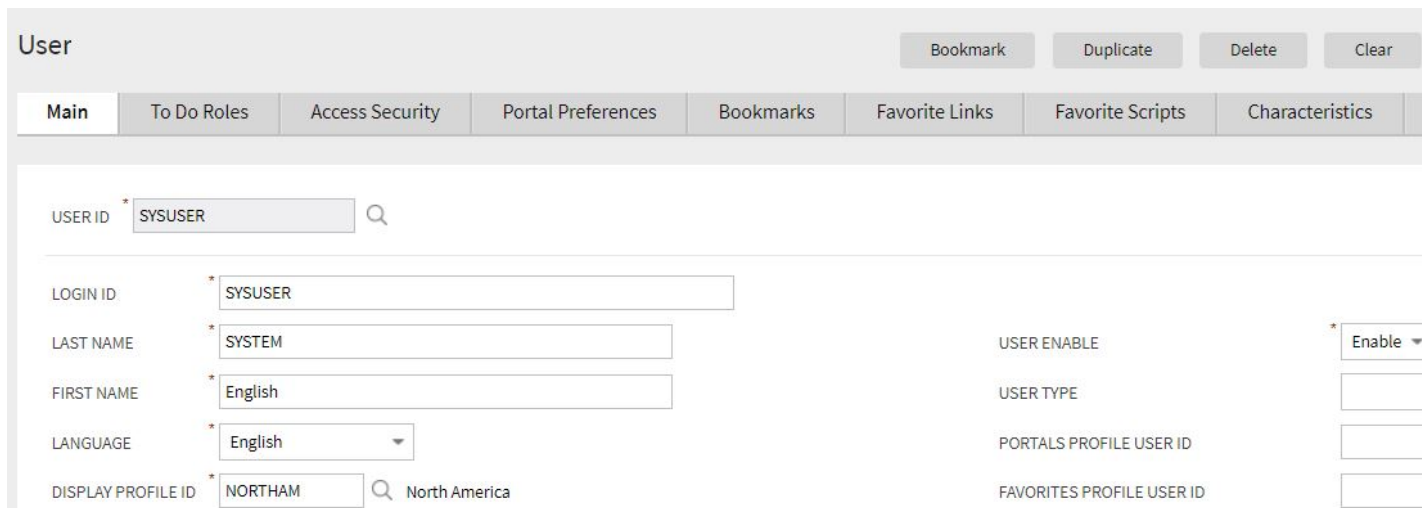 User
Bookmark Duplicate Delete Clear
Main To Do Roles Access Security Portal Preferences Bookmarks Favorite Links Favorite Scripts Characteristics
USER ID * SYSUSER
LOGIN ID * SYSUSER
LAST NAME * SYSTEM USER ENABLE * Enable
FIRST NAME * English USER TYPE
LANGUAGE * English PORTALS PROFILE USER ID
DISPLAY PROFILE ID * NORTHAM North America FAVORITES PROFILE USER ID